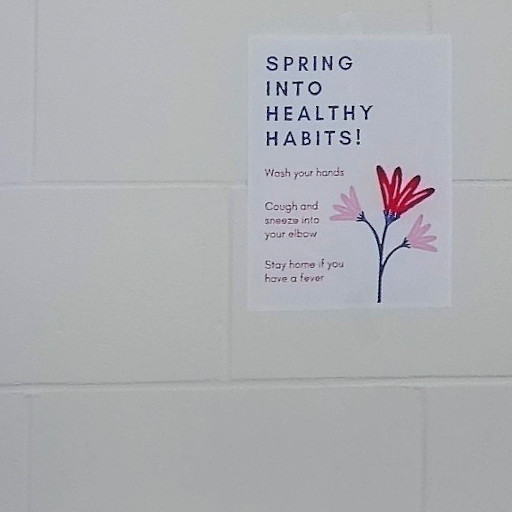 SPRING
INTO
HEALTHY
HABITS!
Wash your hands
Cough and
sneeze into
your elbow
Stay home if you
have a fever